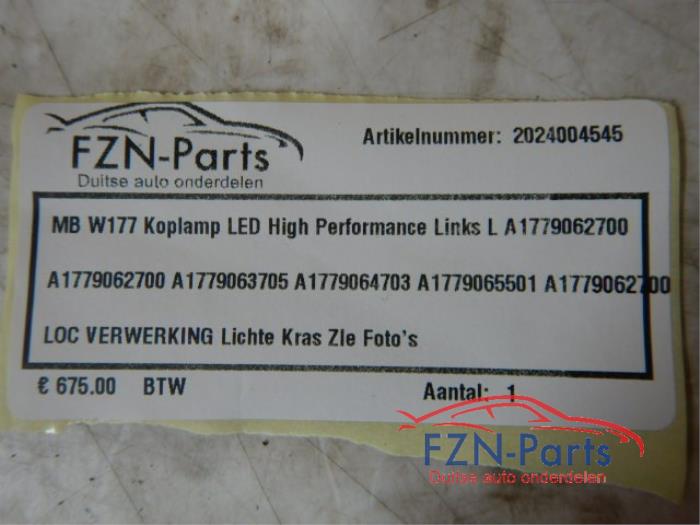 FZN-Parts
Duitse auto onderdelen
Artikelnummer: 2024004545
MB W177 Koplamp LED High Performance Links L A1779062700
A1779062700 A1779063705 A1779064703 A1779065501 A1779062700
LOC VERWERKING Lichte Kras Zie Foto's
€ 675.00 BTW
Aantal: 1
FZN-Parts
Duitse auto onderdelen